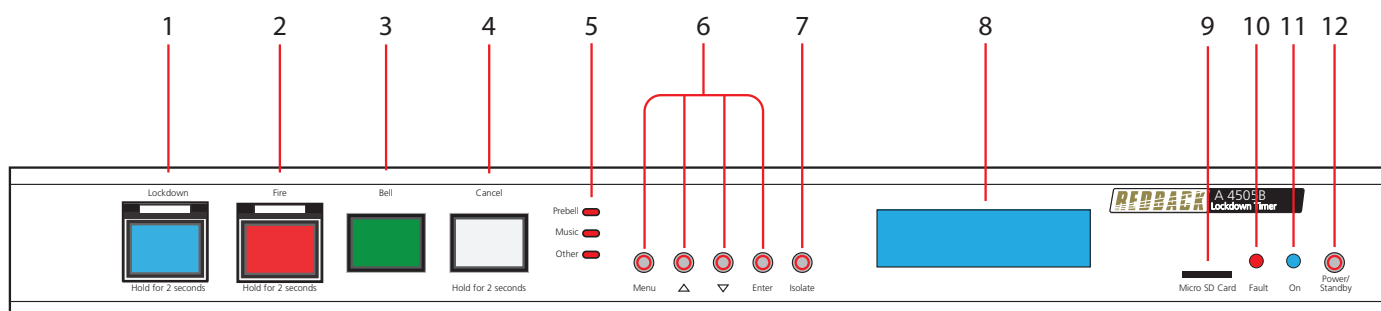 1 2 3 4 5 6 7 8 9 10 11 12
Lockdown Fire Bell Cancel
REDBACK A 4505B
Lockdown Timer
Prebell
Music
Other
Hold for 2 seconds Hold for 2 seconds Hold for 2 seconds
Menu △ ▽ Enter Isolate
Micro SD Card Fault On Power/
Standby